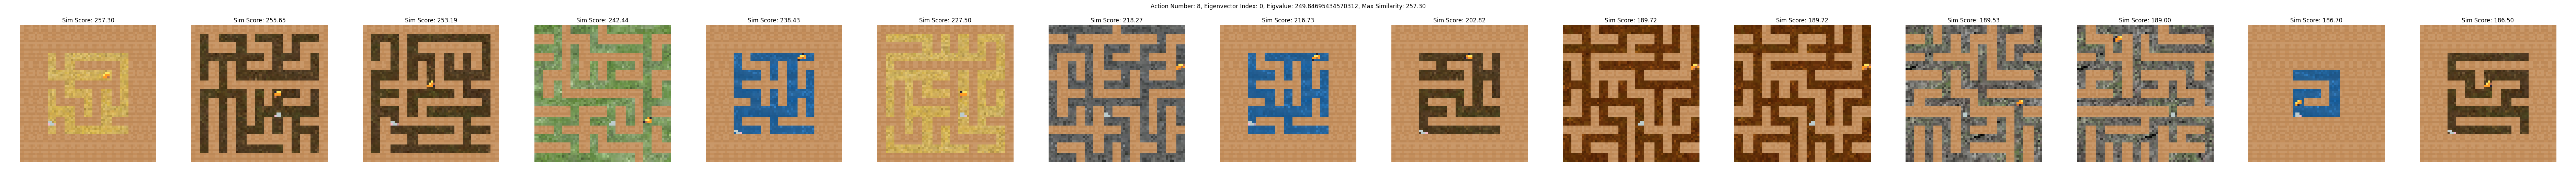 Action Number: 8, Eigenvector Index: 0, Eigvalue: 249.84695434570312, Max Similarity: 257.30
Sim Score: 257.30
Sim Score: 255.65
Sim Score: 253.19
Sim Score: 242.44
Sim Score: 238.43
Sim Score: 227.50
Sim Score: 218.27
Sim Score: 216.73
Sim Score: 202.82
Sim Score: 189.72
Sim Score: 189.72
Sim Score: 189.53
Sim Score: 189.00
Sim Score: 186.70
Sim Score: 186.50